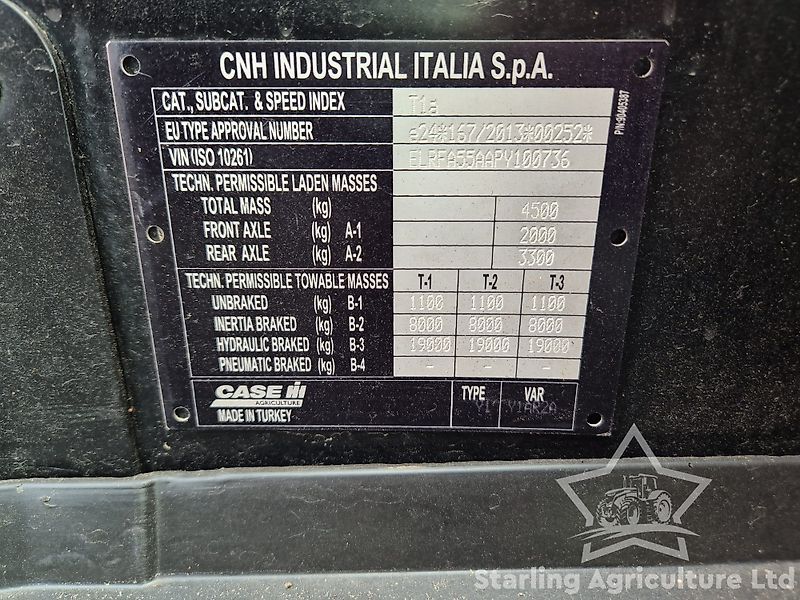 CNH INDUSTRIAL ITALIA S.p.A.
CAT., SUBCAT. & SPEED INDEX T1a
EU TYPE APPROVAL NUMBER e24*167/2013*00252*
VIN (ISO 10261) ELRFA55AAPY100736
TECHN. PERMISSIBLE LADEN MASSES
TOTAL MASS (kg) 4500
FRONT AXLE (kg) A-1 2000
REAR AXLE (kg) A-2 3300
TECHN. PERMISSIBLE TOWABLE MASSES T-1 T-2 T-3
UNBRAKED (kg) B-1 1100 1100 1100
INERTIA BRAKED (kg) B-2 8000 8000 8000
HYDRAULIC BRAKED (kg) B-3 19000 19000 19000
PNEUMATIC BRAKED (kg) B-4 - - -
CASE IH
AGRICULTURE
MADE IN TURKEY
TYPE VAR
V1AR2A
P/N:90405387
Starling Agriculture Ltd